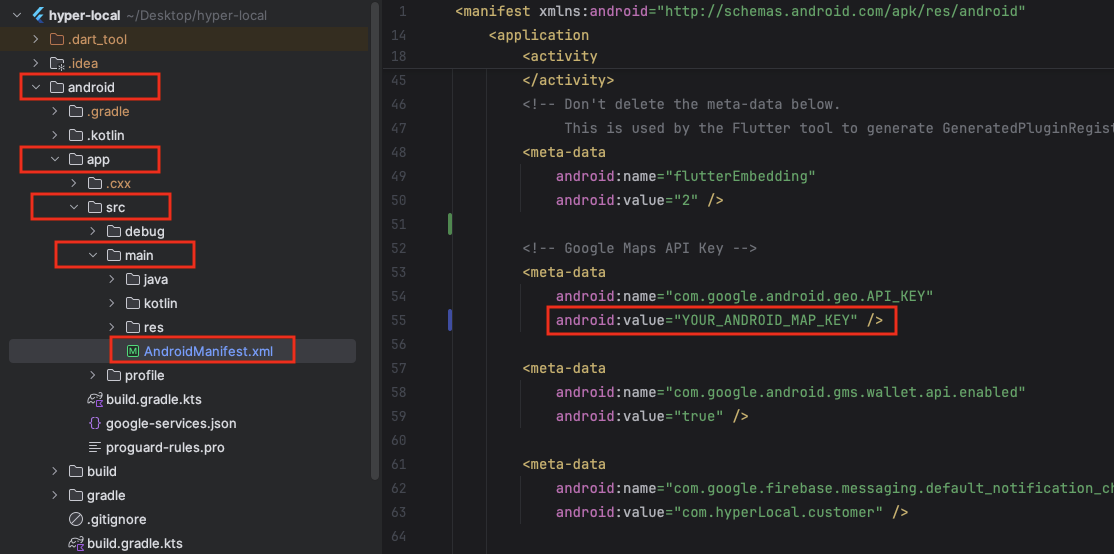 hyper-local ~/Desktop/hyper-local
.dart_tool
.idea
android
.gradle
.kotlin
app
.cxx
src
debug
main
java
kotlin
res
AndroidManifest.xml
profile
build.gradle.kts
google-services.json
proguard-rules.pro
build
gradle
.gitignore
build.gradle.kts
1 <manifest xmlns:android="http://schemas.android.com/apk/res/android"
14 <application
18 <activity
45 </activity>
46 <!-- Don't delete the meta-data below.
47 This is used by the Flutter tool to generate GeneratedPluginRegist
48 <meta-data
49 android:name="flutterEmbedding"
50 android:value="2" />
51
52 <!-- Google Maps API Key -->
53 <meta-data
54 android:name="com.google.android.geo.API_KEY"
55 android:value="YOUR_ANDROID_MAP_KEY" />
56
57 <meta-data
58 android:name="com.google.android.gms.wallet.api.enabled"
59 android:value="true" />
60
61 <meta-data
62 android:name="com.google.firebase.messaging.default_notification_ch
63 android:value="com.hyperLocal.customer" />
64